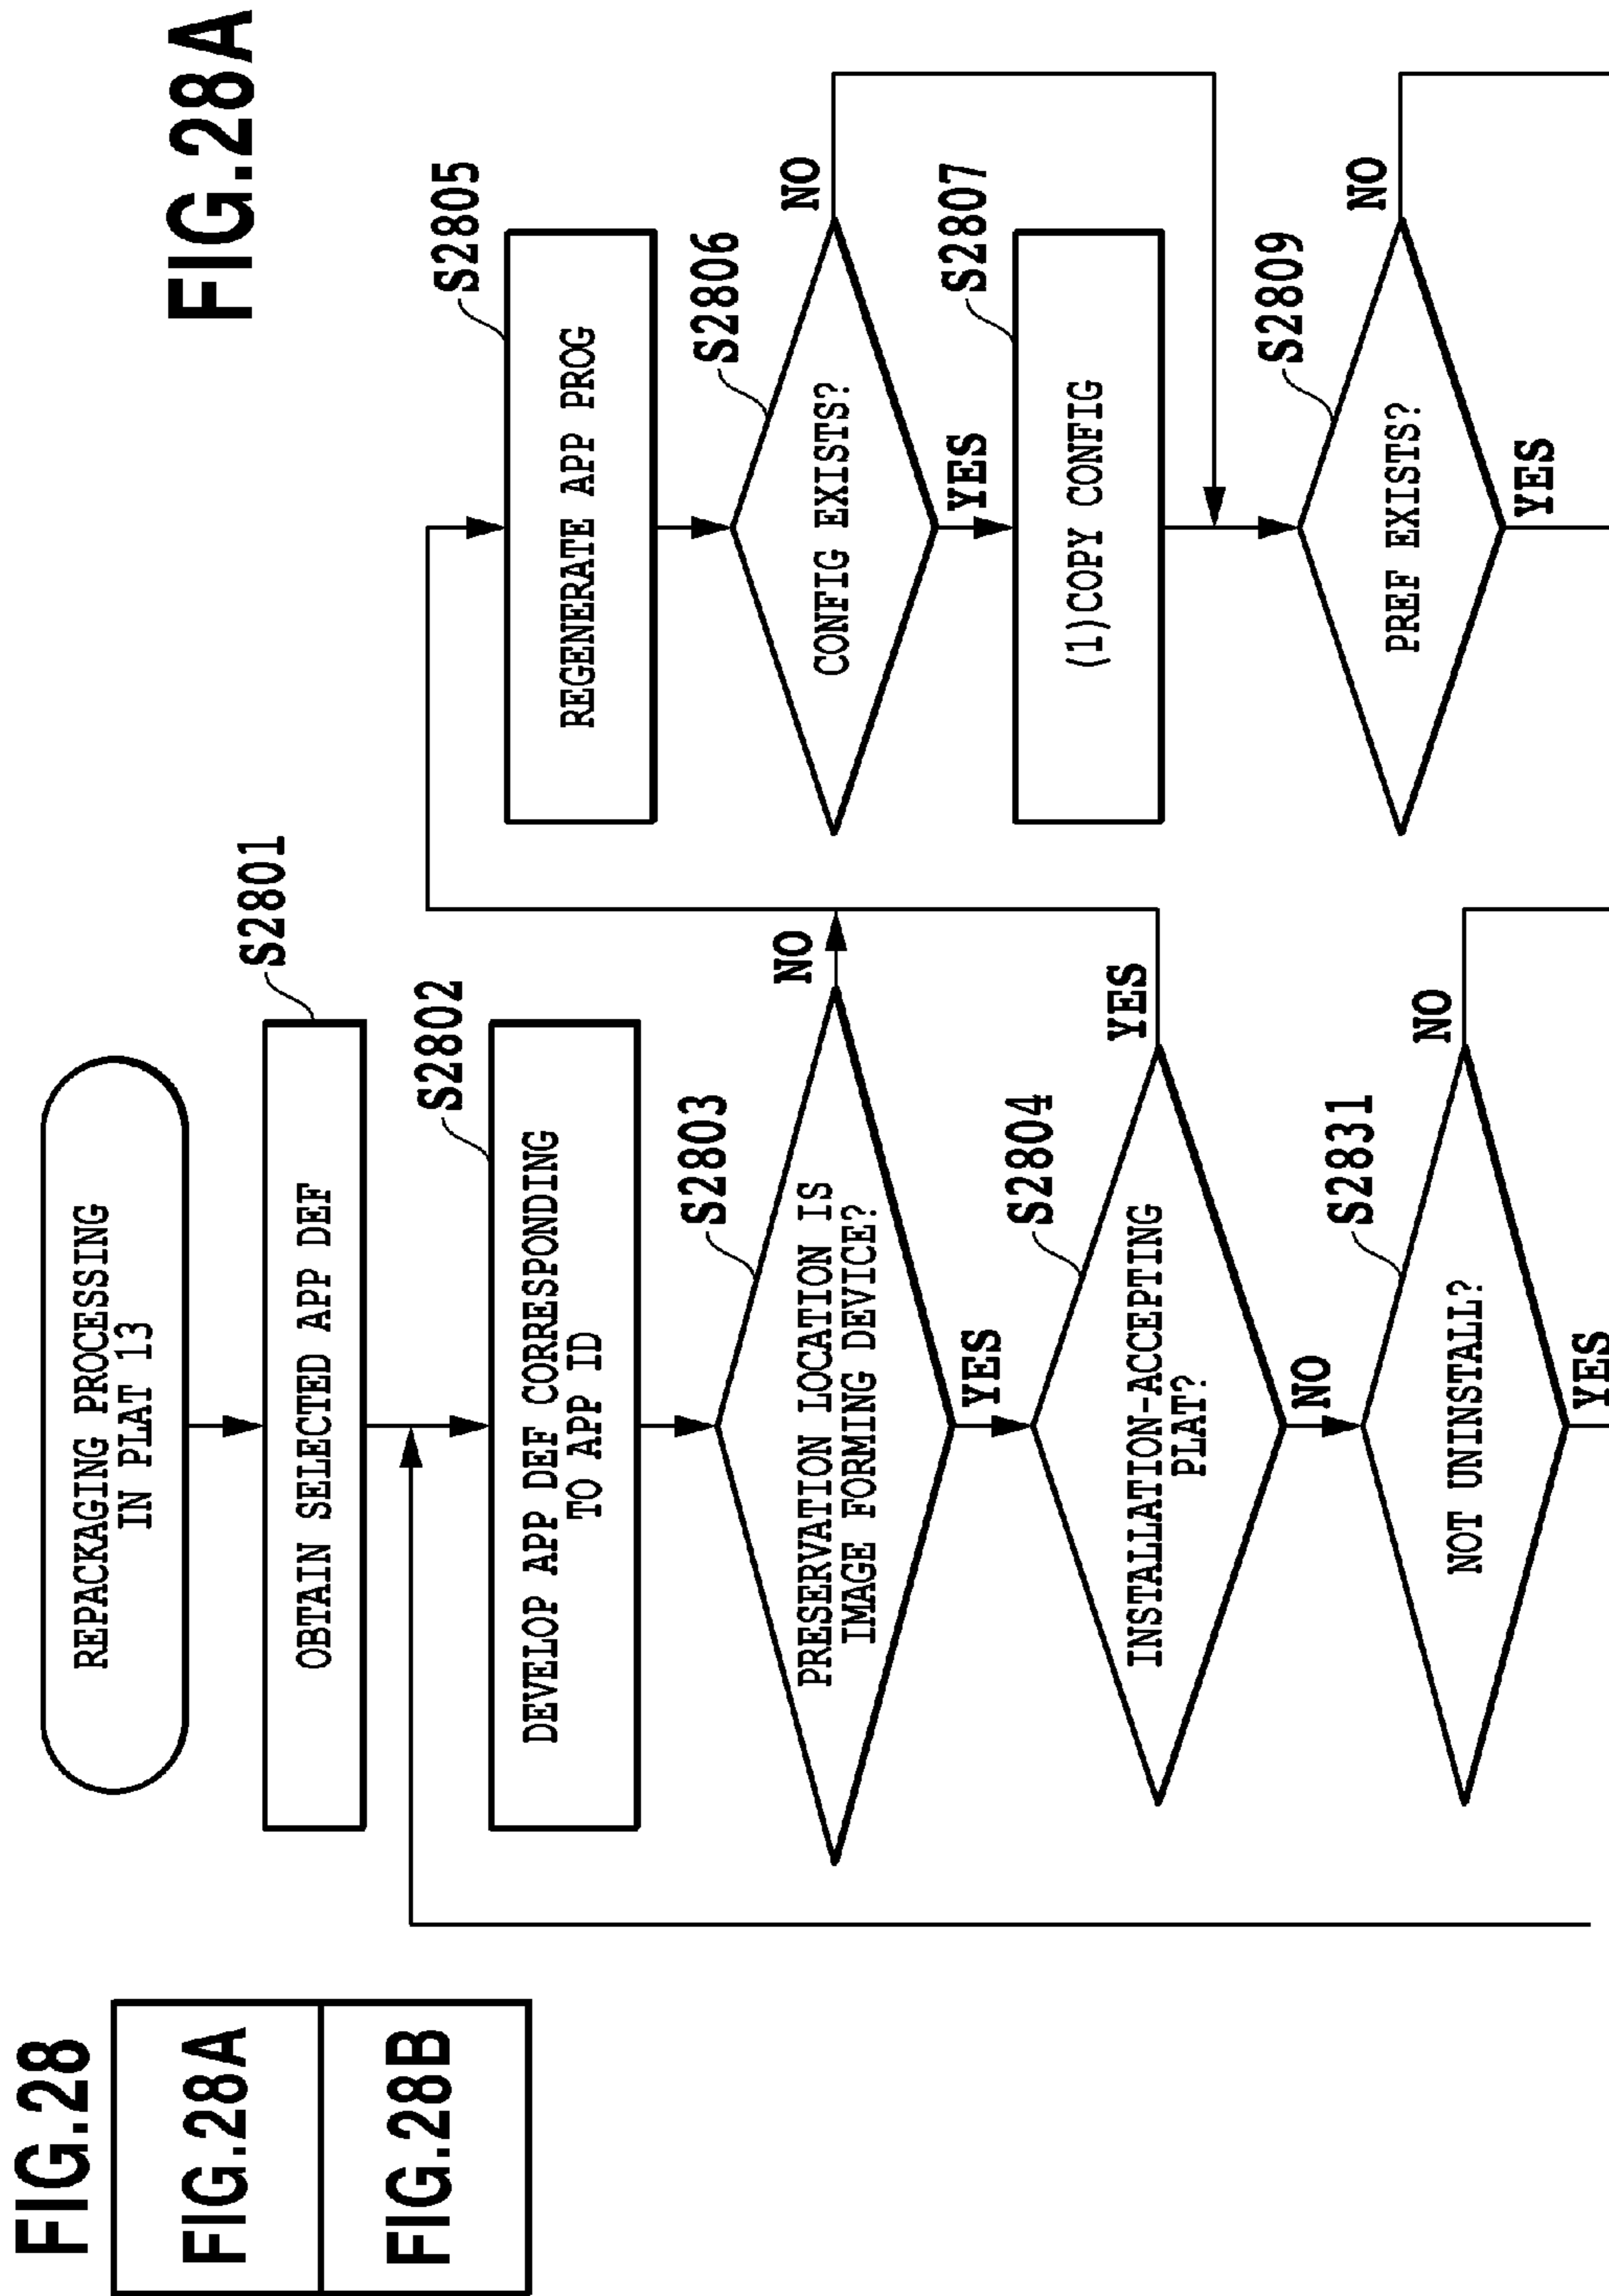 FIG.28
FIG.28A
FIG.28B
FIG.28A
REPACKAGING PROCESSING
IN PLAT 13
S2801
OBTAIN SELECTED APP DEF
S2802
DEVELOP APP DEF CORRESPONDING
TO APP ID
S2803
PRESERVATION LOCATION IS
IMAGE FORMING DEVICE?
NO
YES
S2804
INSTALLATION-ACCEPTING
PLAT?
YES
NO
S2831
NOT UNINSTALL?
NO
YES
S2805
REGENERATE APP PROG
S2806
CONFIG EXISTS?
NO
YES
S2807
(1)COPY CONFIG
S2809
PREF EXISTS?
NO
YES